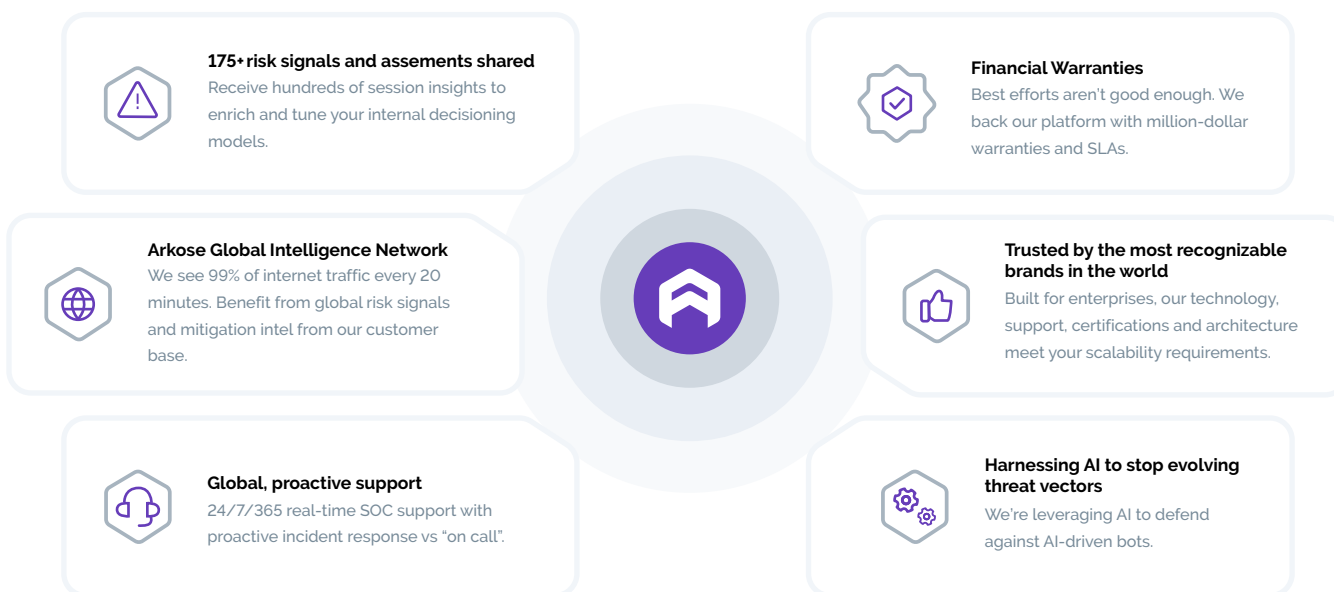 175+ risk signals and assements shared
Receive hundreds of session insights to
enrich and tune your internal decisioning
models.
Financial Warranties
Best efforts aren't good enough. We
back our platform with million-dollar
warranties and SLAs.
Arkose Global Intelligence Network
We see 99% of internet traffic every 20
minutes. Benefit from global risk signals
and mitigation intel from our customer
base.
Trusted by the most recognizable
brands in the world
Built for enterprises, our technology,
support, certifications and architecture
meet your scalability requirements.
Global, proactive support
24/7/365 real-time SOC support with
proactive incident response vs “on call”.
Harnessing AI to stop evolving
threat vectors
We're leveraging AI to defend
against AI-driven bots.